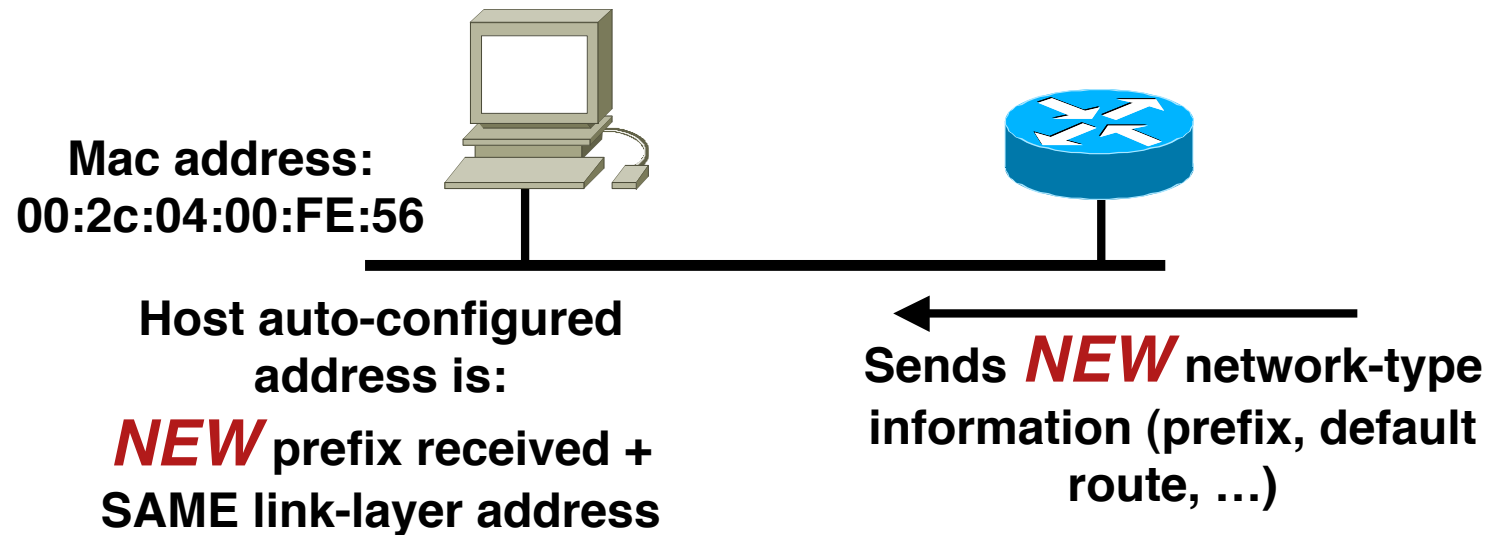 Mac address:
00:2c:04:00:FE:56
Host auto-configured
address is:
NEW prefix received +
SAME link-layer address
Sends NEW network-type
information (prefix, default
route, …)